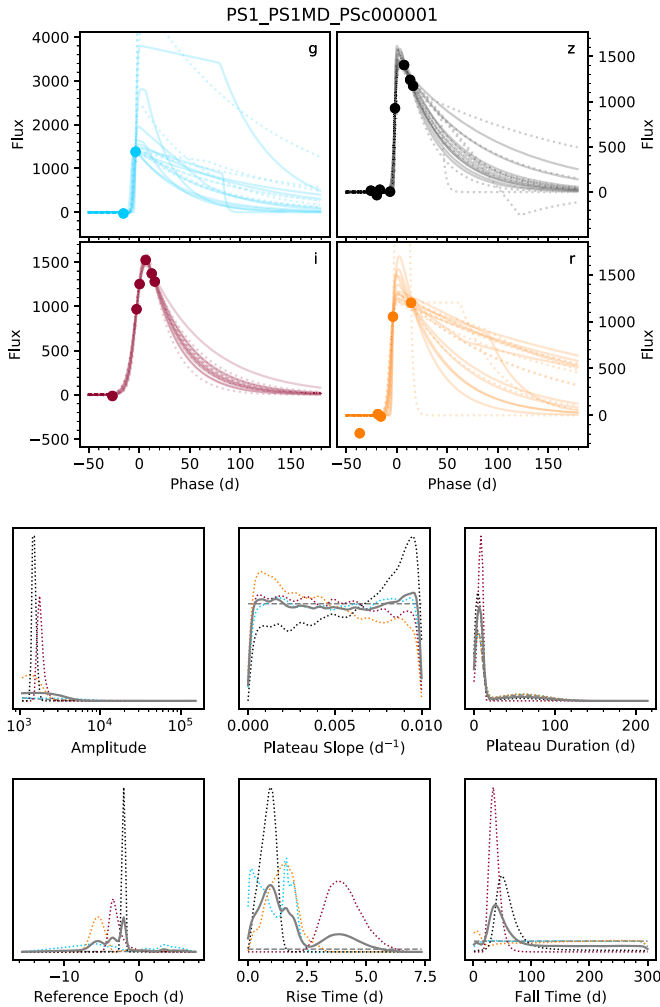 PS1_PS1MD_PSc000001
g
z
4000
3000
2000
1000
0
Flux
1500
1000
500
0
Flux
i
r
1500
1000
500
0
−500
Flux
1500
1000
500
0
Flux
−50 0 50 100 150
−50 0 50 100 150
Phase (d)
Phase (d)
10³ 10⁴ 10⁵
0.000 0.005 0.010
0 100 200
Amplitude
Plateau Slope (d⁻¹)
Plateau Duration (d)
−10 0
0.0 2.5 5.0 7.5
0 100 200 300
Reference Epoch (d)
Rise Time (d)
Fall Time (d)